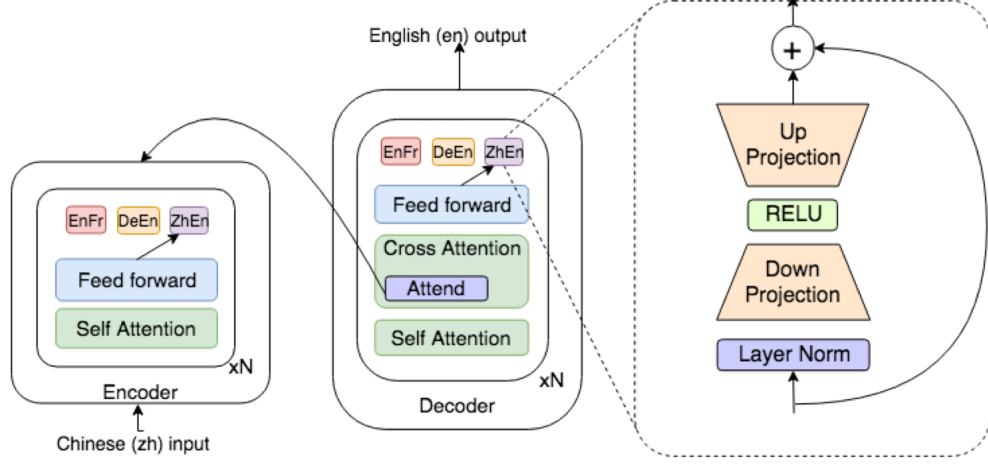 EnFr
DeEn
ZhEn
Feed forward
Self Attention
xN
Encoder
Chinese (zh) input
English (en) output
EnFr
DeEn
ZhEn
Feed forward
Cross Attention
Attend
Self Attention
xN
Decoder
+
Up
Projection
RELU
Down
Projection
Layer Norm